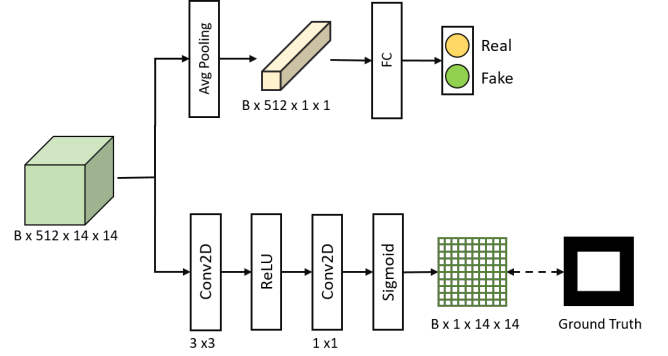 Avg Pooling
B x 512 x 1 x 1
FC
Real
Fake
B x 512 x 14 x 14
Conv2D
3 x3
ReLU
Conv2D
1 x1
Sigmoid
B x 1 x 14 x 14
Ground Truth